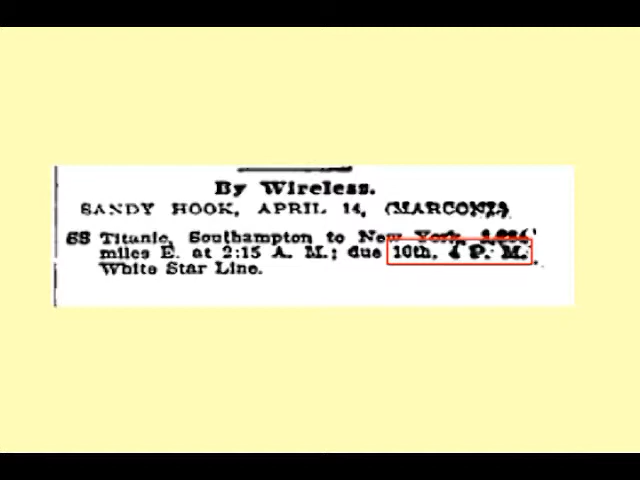 By Wireless.
SANDY HOOK, APRIL 14, (MARCONI)
SS Titanic, Southampton to New York,
miles E. at 2:15 A. M.; due 10th, 4 P. M.
White Star Line.